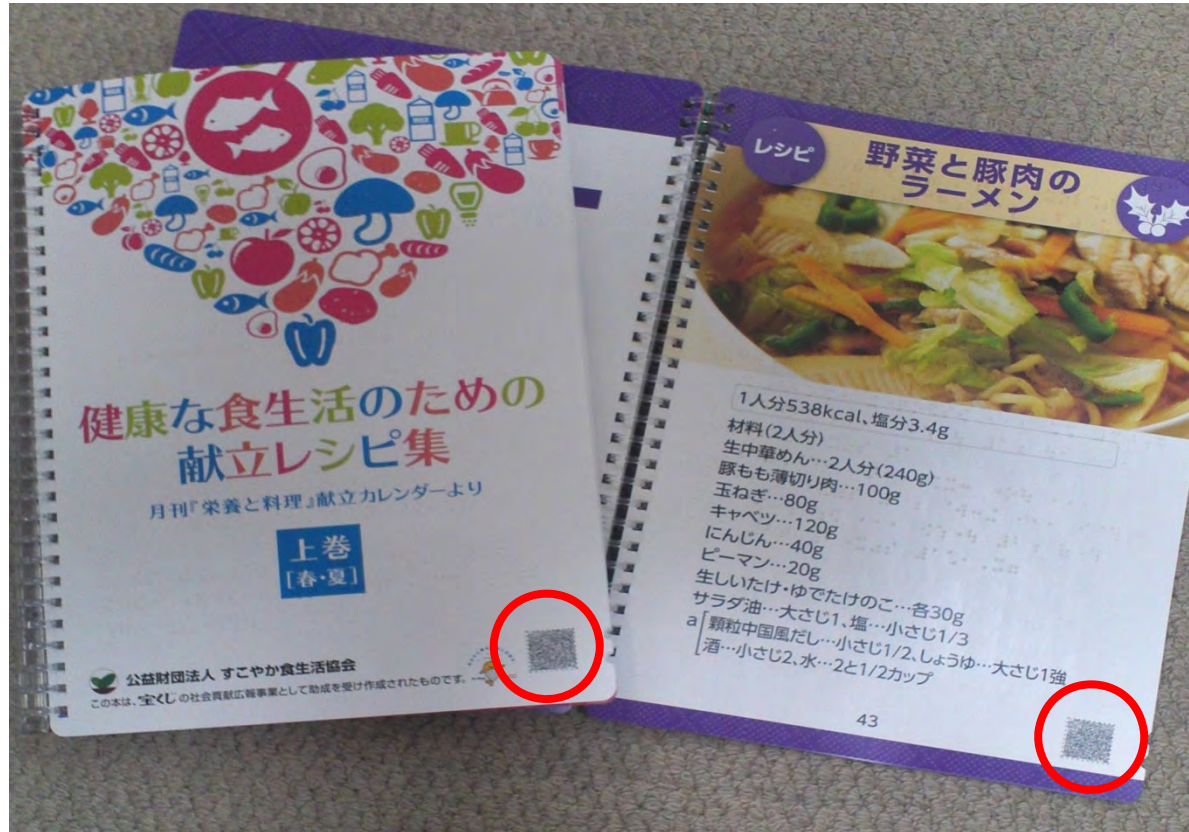 健康な食生活のための
献立レシピ集
月刊『栄養と料理』献立カレンダーより
上巻
[春・夏]
公益財団法人 すこやか食生活協会
この本は、宝くじの社会貢献広報事業として助成を受け作成されたものです。
レシピ
野菜と豚肉の
ラーメン
1人分538kcal、塩分3.4g
材料(2人分)
生中華めん…2人分(240g)
豚もも薄切り肉…100g
玉ねぎ…80g
キャベツ…120g
にんじん…40g
ピーマン…20g
生しいたけ・ゆでたけのこ…各30g
サラダ油…大さじ1、塩…小さじ1/3
a[顆粒中国風だし…小さじ1/2、しょうゆ…大さじ1強
酒…小さじ2、水…2と1/2カップ
43